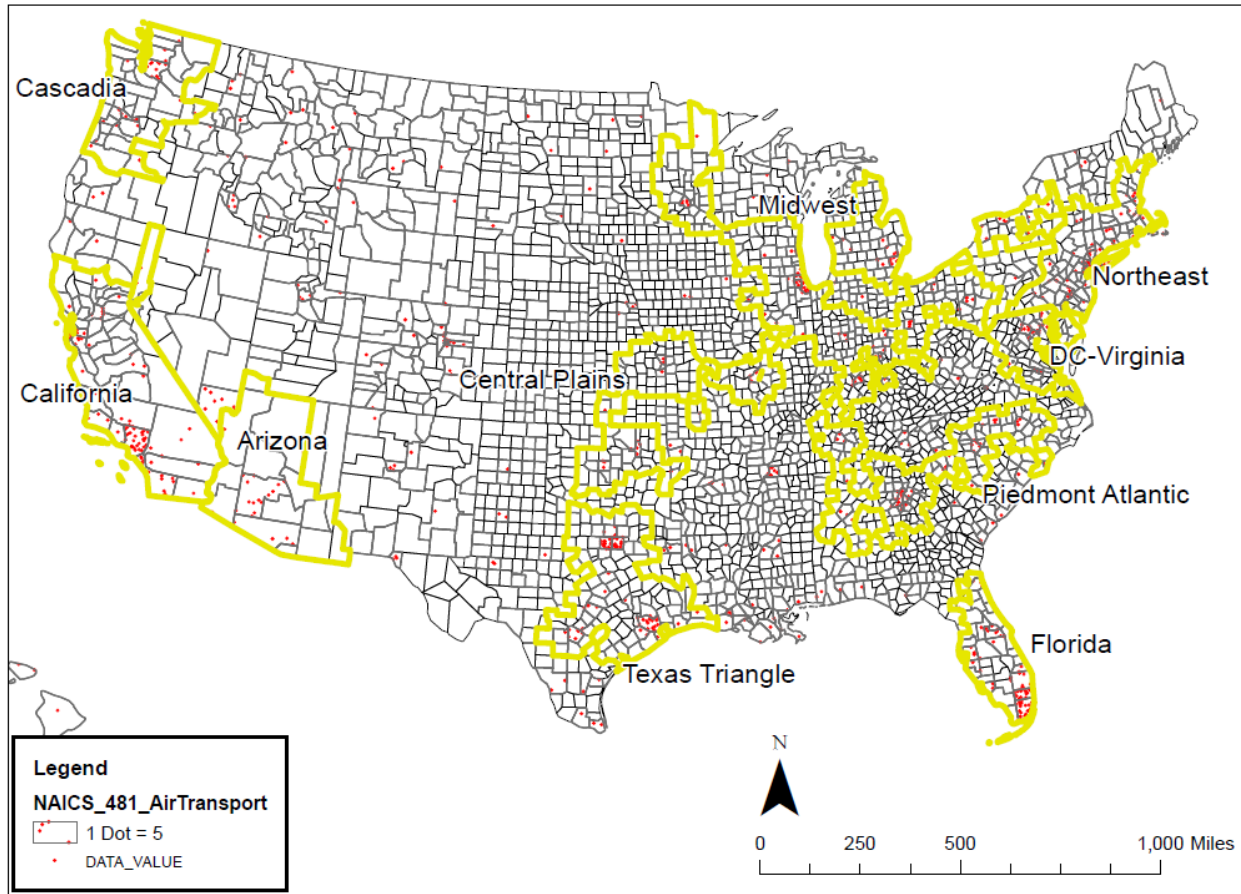 Cascadia
Midwest
Northeast
DC-Virginia
Central Plains
California
Arizona
Piedmont Atlantic
Florida
Texas Triangle
N
Legend
NAICS_481_AirTransport
1 Dot = 5
DATA_VALUE
0 250 500 1,000 Miles